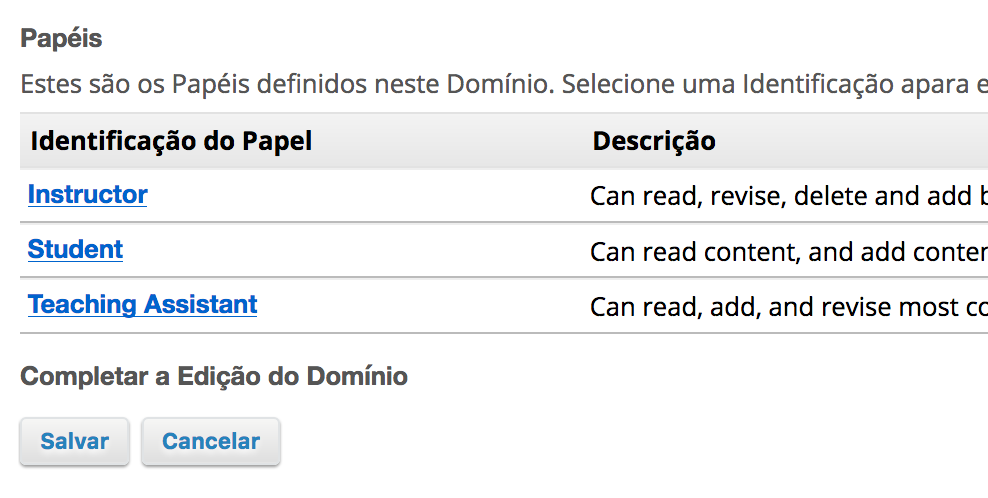 Papéis
Estes são os Papéis definidos neste Domínio. Selecione uma Identificação apara e
Identificação do Papel Descrição
Instructor Can read, revise, delete and add b
Student Can read content, and add conten
Teaching Assistant Can read, add, and revise most co
Completar a Edição do Domínio
Salvar Cancelar